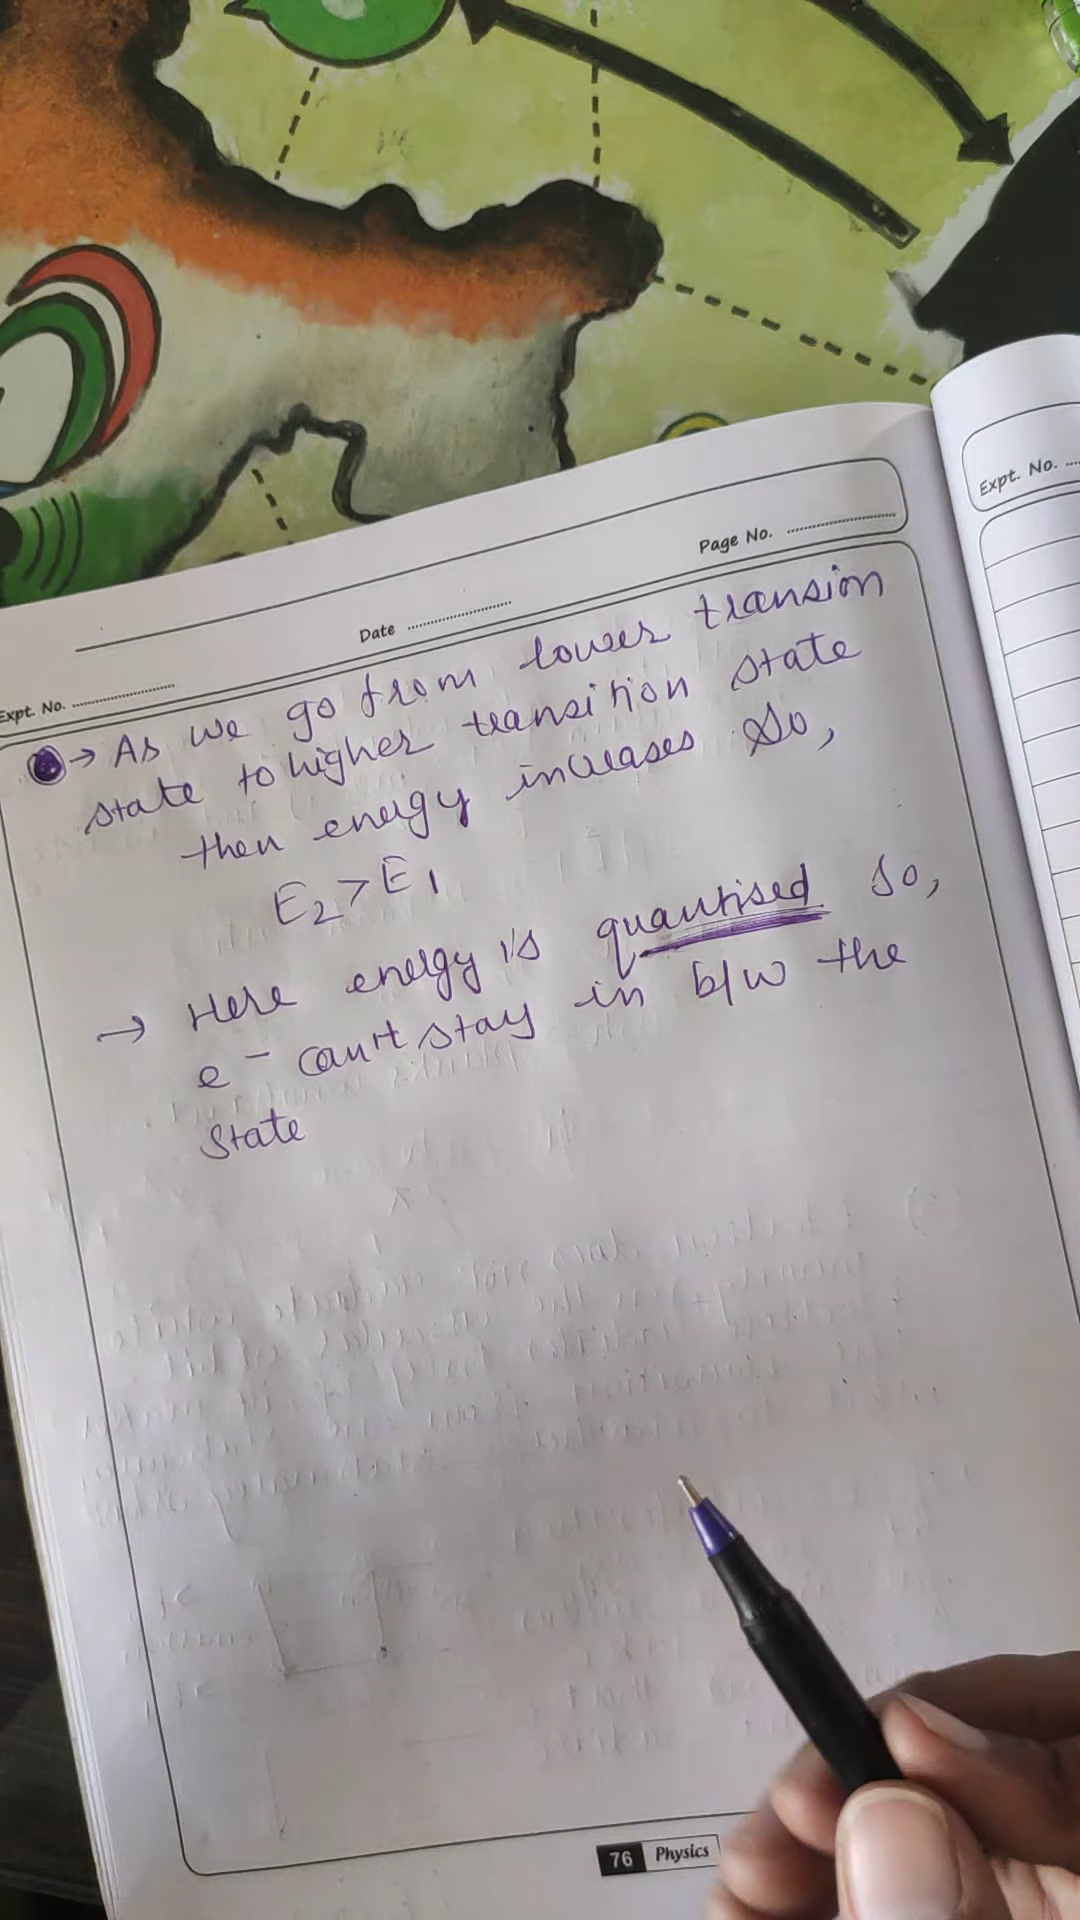 Expt. No.
Page No.
Date
Expt. No.
→ As we go from lower transion
state to higher transition state
then energy increases so,
E2 > E1
→ Here energy is quantised so,
e- can't stay in b/w the
state
76 Physics